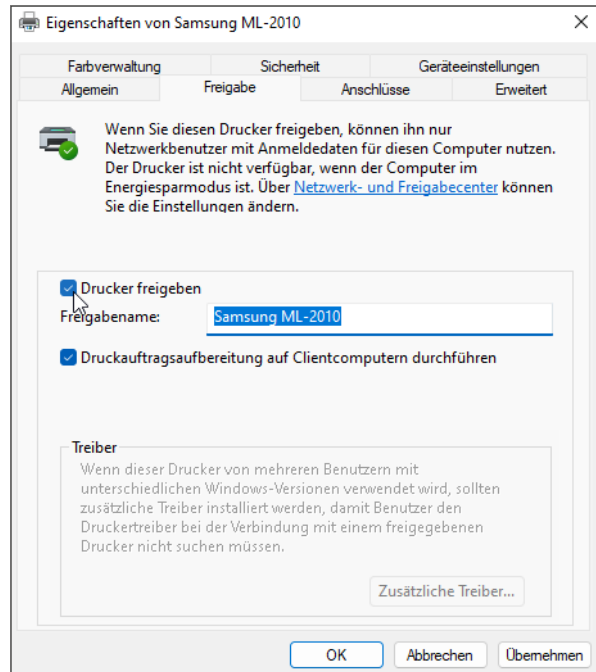 Eigenschaften von Samsung ML-2010
Farbverwaltung Sicherheit Geräteeinstellungen
Allgemein Freigabe Anschlüsse Erweitert
Wenn Sie diesen Drucker freigeben, können ihn nur
Netzwerkbenutzer mit Anmeldedaten für diesen Computer nutzen.
Der Drucker ist nicht verfügbar, wenn der Computer im
Energiesparmodus ist. Über Netzwerk- und Freigabecenter können
Sie die Einstellungen ändern.
Drucker freigeben
Freigabename: Samsung ML-2010
Druckauftragsaufbereitung auf Clientcomputern durchführen
Treiber
Wenn dieser Drucker von mehreren Benutzern mit
unterschiedlichen Windows-Versionen verwendet wird, sollten
zusätzliche Treiber installiert werden, damit Benutzer den
Druckertreiber bei der Verbindung mit einem freigegebenen
Drucker nicht suchen müssen.
Zusätzliche Treiber...
OK Abbrechen Übernehmen